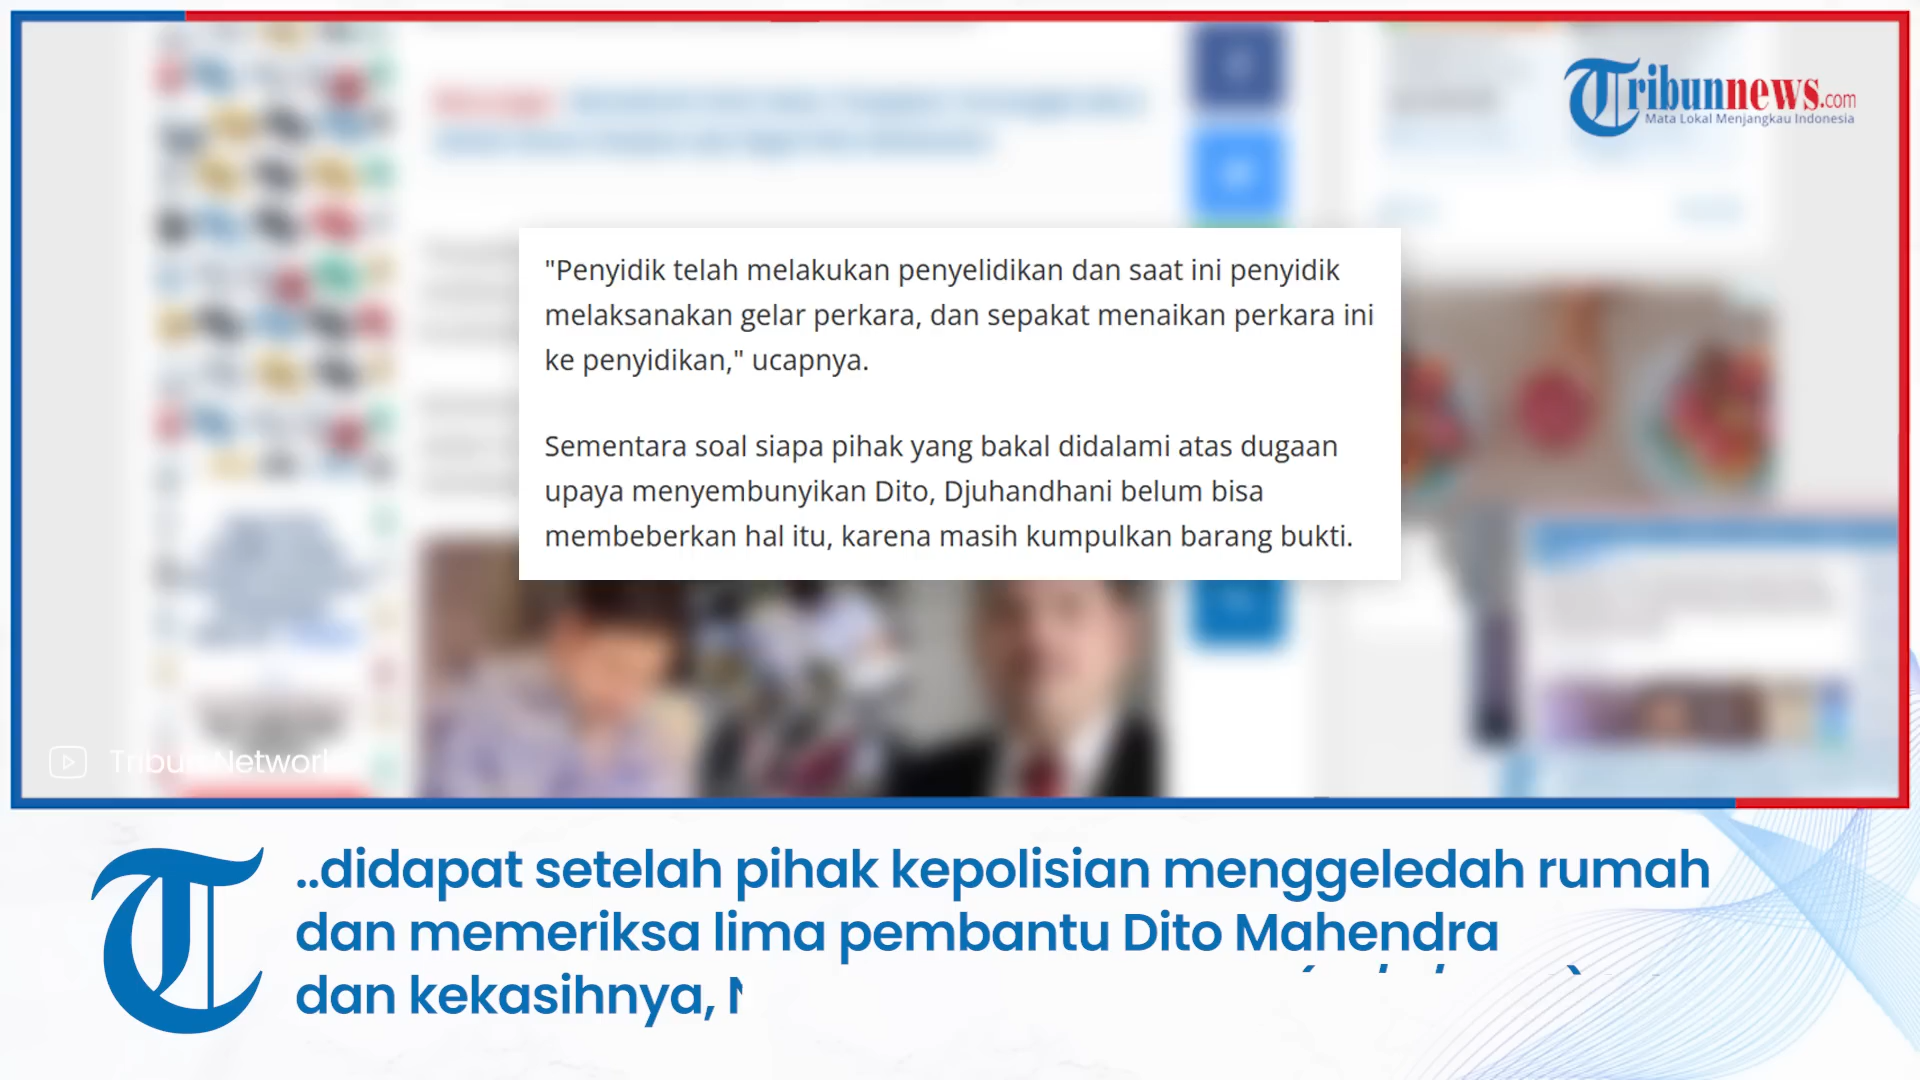 Tribunnews.com
Mata Lokal Menjangkau Indonesia
"Penyidik telah melakukan penyelidikan dan saat ini penyidik
melaksanakan gelar perkara, dan sepakat menaikan perkara ini
ke penyidikan," ucapnya.
Sementara soal siapa pihak yang bakal didalami atas dugaan
upaya menyembunyikan Dito, Djuhandhani belum bisa
membeberkan hal itu, karena masih kumpulkan barang bukti.
Tribun Network
..didapat setelah pihak kepolisian menggeledah rumah
dan memeriksa lima pembantu Dito Mahendra
dan kekasihnya,